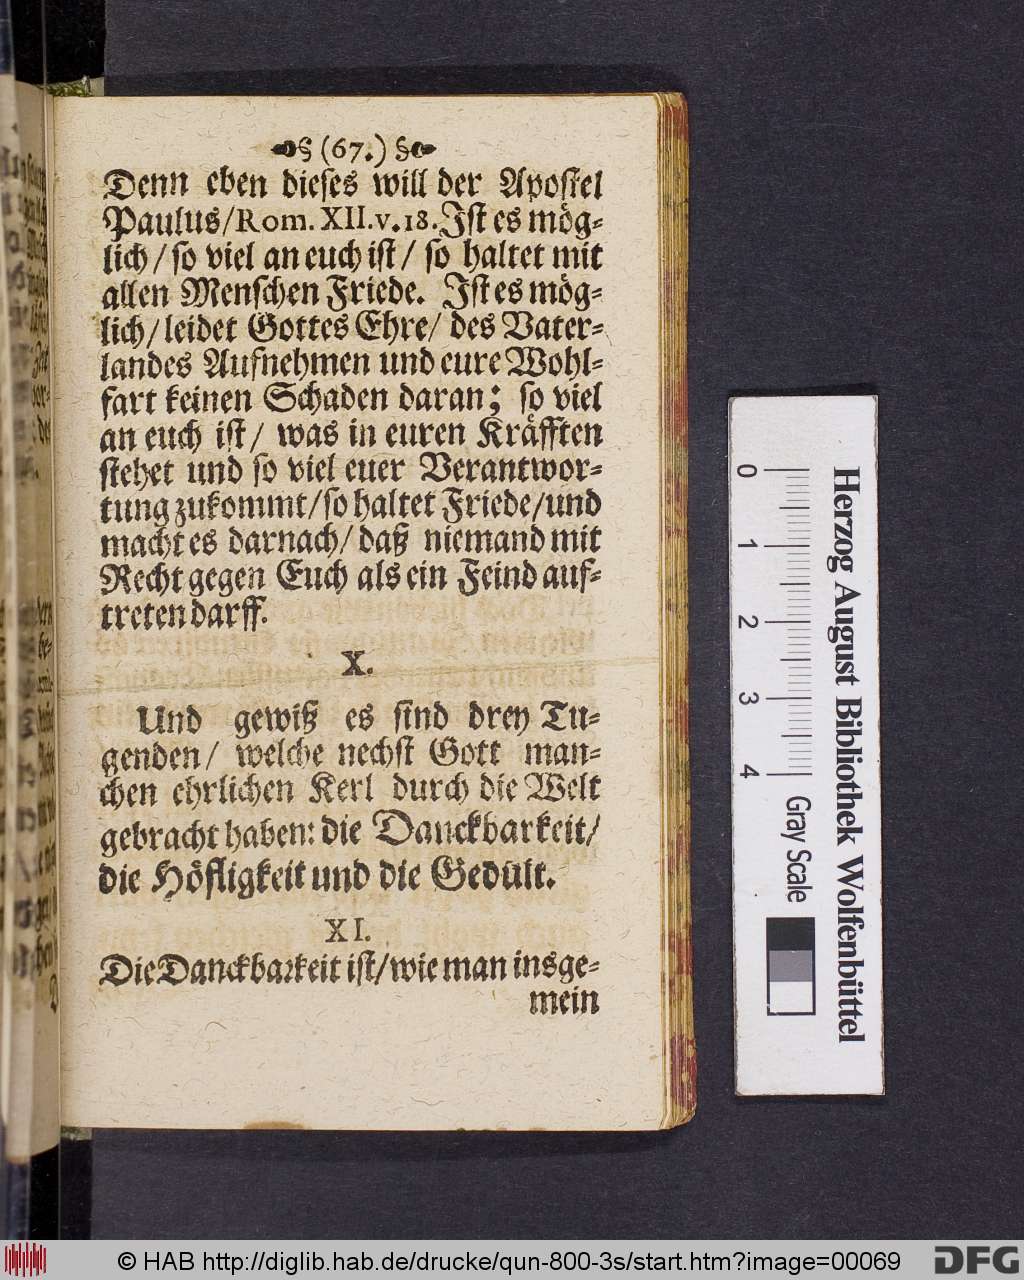 (67.)
Denn eben dieses will der Apostel
Paulus/Rom. XII. v. 18. Ist es mög-
lich/ so viel an euch ist/ so haltet mit
allen Menschen Friede. Ist es mög-
lich/ leidet Gottes Ehre/ des Vater-
landes Aufnehmen und eure Wohl-
fart keinen Schaden daran; so viel
an euch ist/ was in euren Kräfften
stehet und so viel euer Verantwor-
tung zukommt/ so haltet Friede/ und
macht es darnach/ daß niemand mit
Recht gegen Euch als ein Feind auf-
treten darff.
X.
Und gewiß es sind drey Tu-
genden/ welche nechst Gott man-
chen ehrlichen Kerl durch die Welt
gebracht haben: die Danckbarkeit/
die Höfligkeit und die Gedult.
XI.
Die Danckbarkeit ist/ wie man insge-
mein
0 1 2 3 4 Gray Scale
Herzog August Bibliothek Wolfenbüttel
© HAB http://diglib.hab.de/drucke/qun-800-3s/start.htm?image=00069
DFG